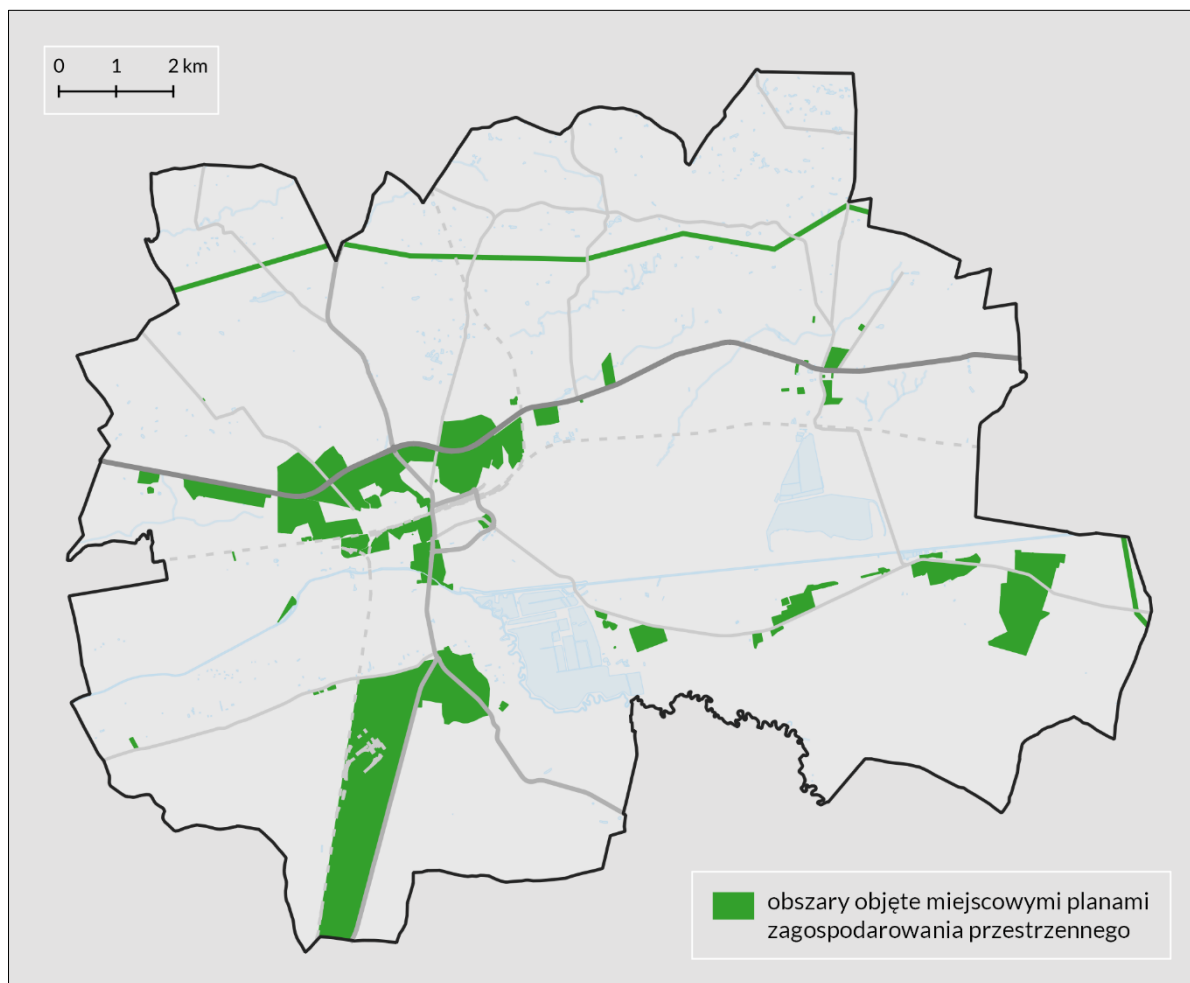 0 1 2 km
obszary objęte miejscowymi planami
zagospodarowania przestrzennego